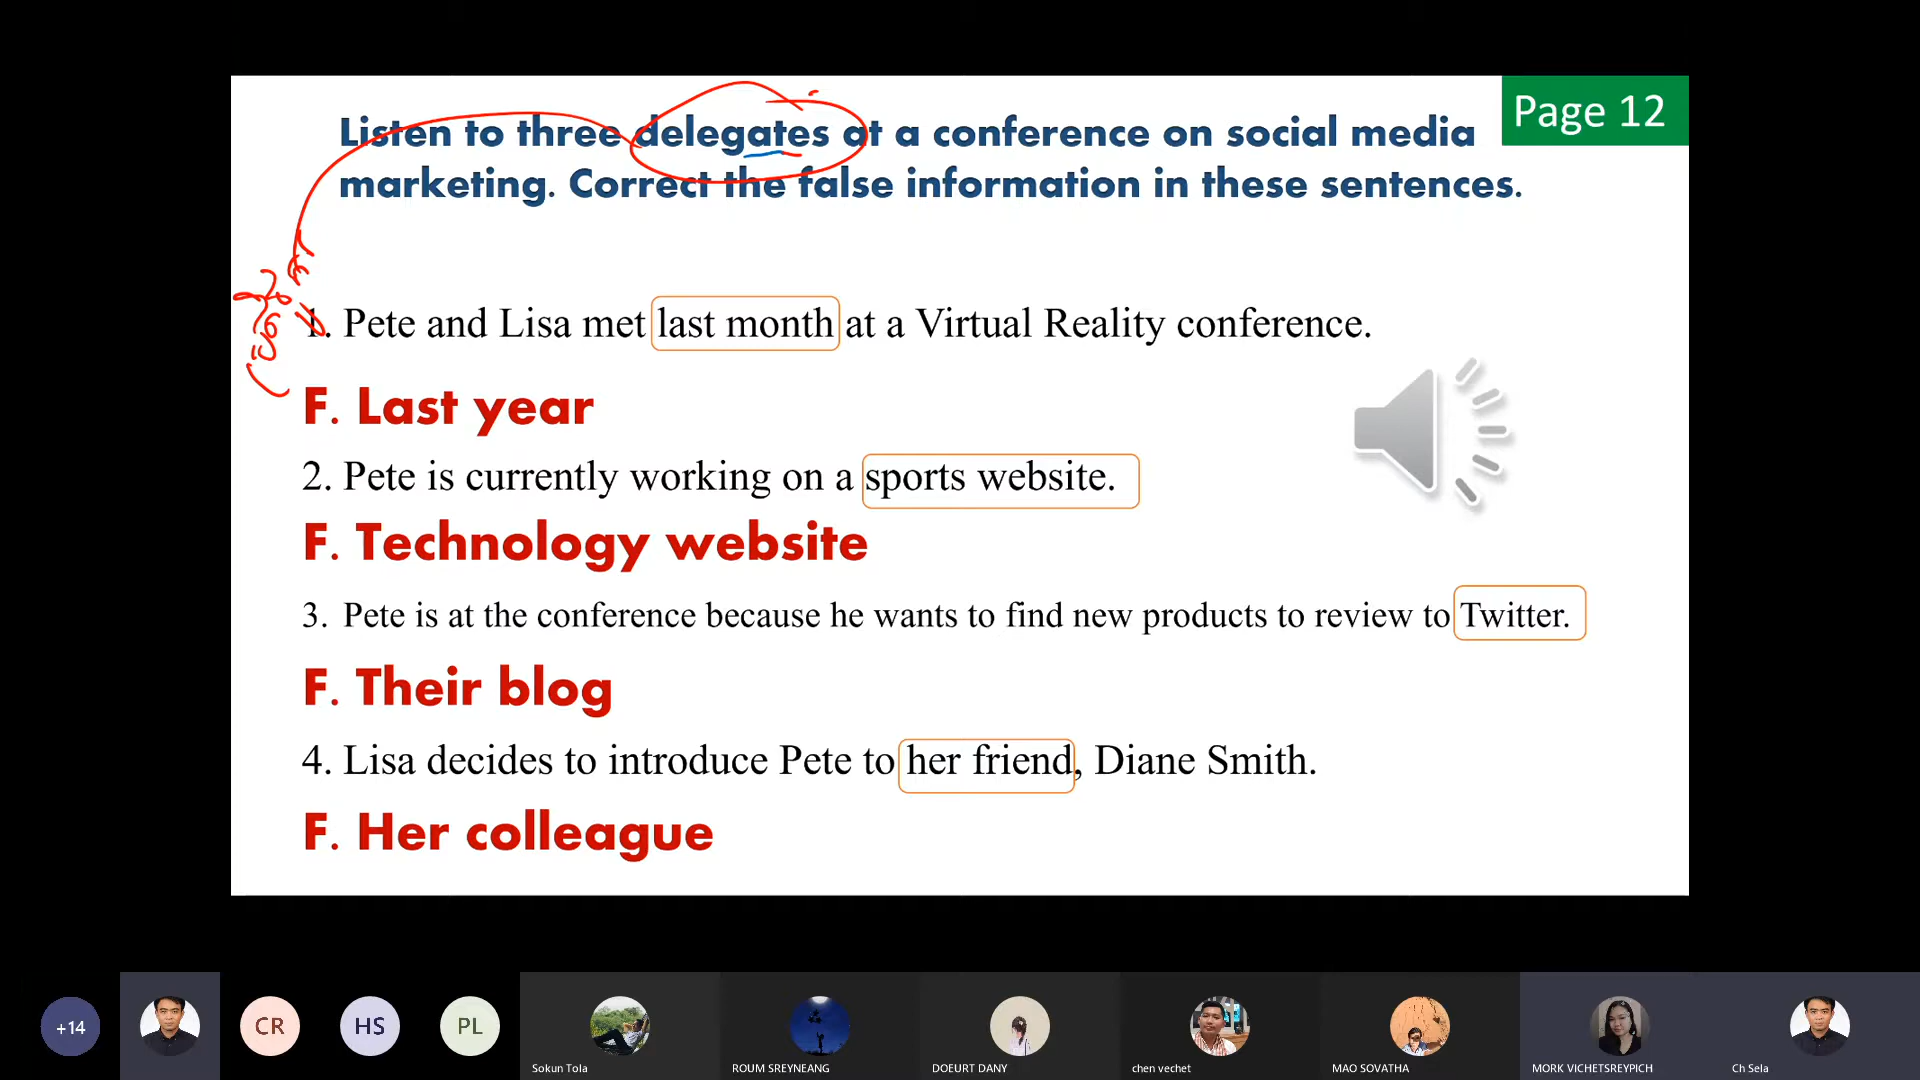 Page 12
Listen to three delegates at a conference on social media
marketing. Correct the false information in these sentences.
1. Pete and Lisa met last month at a Virtual Reality conference.
F. Last year
2. Pete is currently working on a sports website.
F. Technology website
3. Pete is at the conference because he wants to find new products to review to Twitter.
F. Their blog
4. Lisa decides to introduce Pete to her friend, Diane Smith.
F. Her colleague
+14
CR
HS
PL
Sokun Tola
ROUM SREYNEANG
DOEURT DANY
chen vechet
MAO SOVATHA
MORK VICHETSREYPICH
Ch Sela